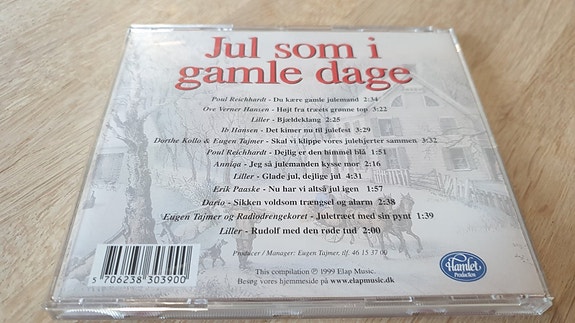 Jul som i
gamle dage
Poul Reichhardt - Du kære gamle julemand 2:34
Ove Verner Hansen - Højt fra træets grønne top 3:22
Liller - Bjældeklang 2:25
Ib Hansen - Det kimer nu til julefest 3:29
Dorthe Kollo & Eugen Tajmer - Skal vi klippe vores julehjerter sammen 3:32
Poul Reichhardt - Dejlig er den himmel blå 1:51
Anniqa - Jeg så julemanden kysse mor 2:16
Liller - Glade jul, dejlige jul 4:31
Erik Paaske - Nu har vi altså jul igen 1:57
Dario - Sikken voldsom trængsel og alarm 2:38
Eugen Tajmer og Radiodrengekoret - Juletræet med sin pynt 1:39
Liller - Rudolf med den røde tud 2:00
Producer / Manager: Eugen Tajmer, tlf. 46 15 37 00
This compilation ℗ 1999 Elap Music.
Besøg vores hjemmeside på www.elapmusic.dk
5 706238 303900
Hamlet
Production